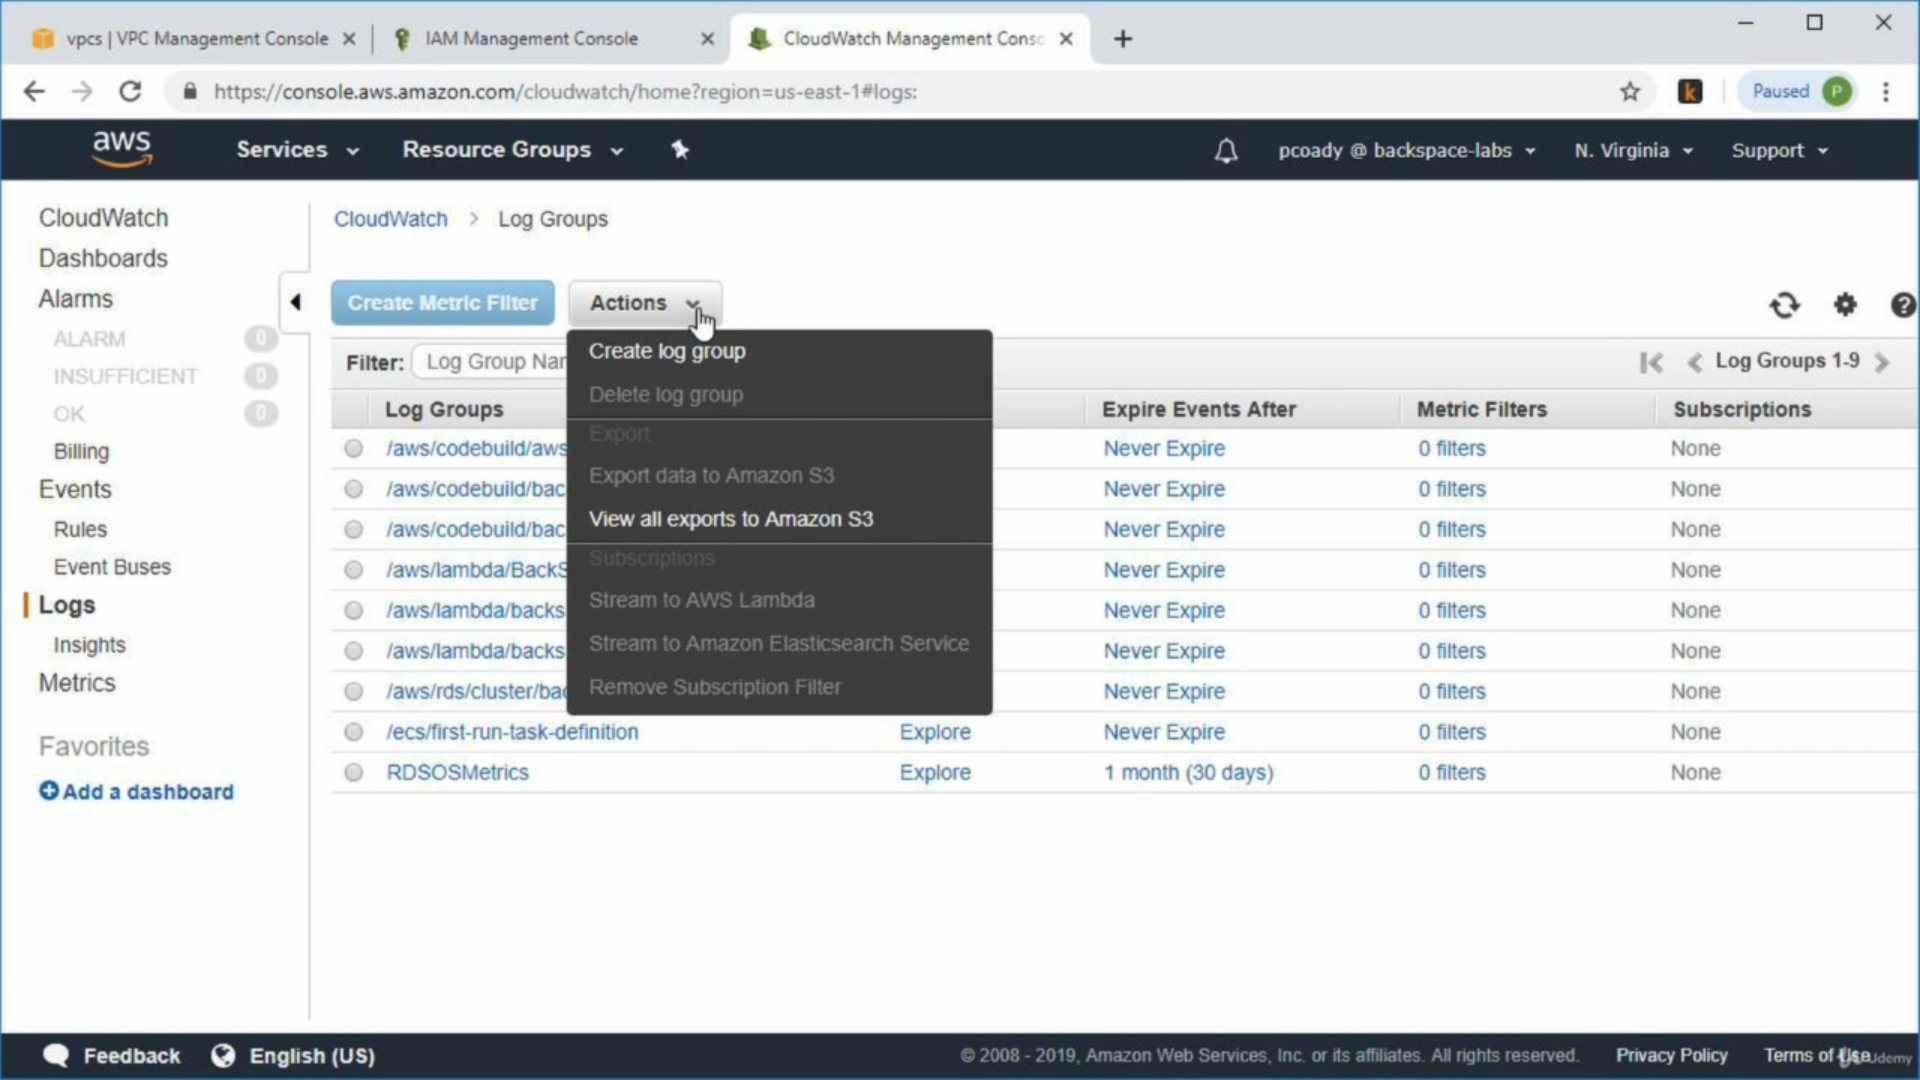 vpcs | VPC Management Console
IAM Management Console
CloudWatch Management Conso
https://console.aws.amazon.com/cloudwatch/home?region=us-east-1#logs:
k
Paused P
aws
Services
Resource Groups
pcoady @ backspace-labs
N. Virginia
Support
CloudWatch
Dashboards
Alarms
ALARM 0
INSUFFICIENT 0
OK 0
Billing
Events
Rules
Event Buses
Logs
Insights
Metrics
Favorites
Add a dashboard
CloudWatch > Log Groups
Create Metric Filter
Actions
Create log group
Delete log group
Export
Export data to Amazon S3
View all exports to Amazon S3
Subscriptions
Stream to AWS Lambda
Stream to Amazon Elasticsearch Service
Remove Subscription Filter
Filter: Log Group Nam
Log Groups 1-9
Log Groups Expire Events After Metric Filters Subscriptions
/aws/codebuild/aws Never Expire 0 filters None
/aws/codebuild/bac Never Expire 0 filters None
/aws/codebuild/bac Never Expire 0 filters None
/aws/lambda/BackS Never Expire 0 filters None
/aws/lambda/backs Never Expire 0 filters None
/aws/lambda/backs Never Expire 0 filters None
/aws/rds/cluster/bac Never Expire 0 filters None
/ecs/first-run-task-definition Explore Never Expire 0 filters None
RDSOSMetrics Explore 1 month (30 days) 0 filters None
Feedback
English (US)
© 2008 - 2019, Amazon Web Services, Inc. or its affiliates. All rights reserved.
Privacy Policy
Terms of Use
Udemy